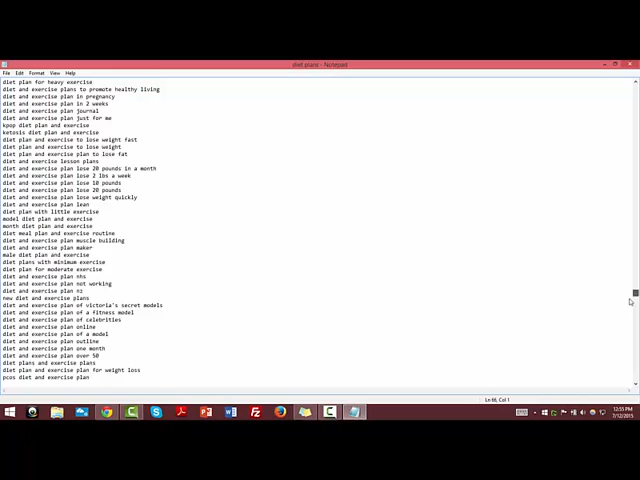 diet plans - Notepad
File Edit Format View Help
diet plan for heavy exercise
diet and exercise plans to promote healthy living
diet and exercise plan in pregnancy
diet and exercise plan in 2 weeks
diet and exercise plan journal
diet and exercise plan just for me
kpop diet plan and exercise
ketosis diet plan and exercise
diet plan and exercise to lose weight fast
diet plan and exercise to lose weight
diet plan and exercise plan to lose fat
diet and exercise lesson plans
diet and exercise plan lose 20 pounds in a month
diet and exercise plan lose 2 lbs a week
diet and exercise plan lose 10 pounds
diet and exercise plan lose 20 pounds
diet and exercise plan lose weight quickly
diet and exercise plan lean
diet plan with little exercise
model diet plan and exercise
month diet plan and exercise
diet meal plan and exercise routine
diet and exercise plan muscle building
diet and exercise plan maker
male diet plan and exercise
diet plans with minimum exercise
diet plan for moderate exercise
diet and exercise plan nhs
diet and exercise plan not working
diet and exercise plan nz
new diet and exercise plans
diet and exercise plan of victoria's secret models
diet and exercise plan of a fitness model
diet and exercise plan of celebrities
diet and exercise plan online
diet and exercise plan of a model
diet and exercise plan outline
diet and exercise plan one month
diet and exercise plan over 50
diet plans and exercise plans
diet plan and exercise plan for weight loss
pcos diet and exercise plan
Ln 66, Col 1
12:55 PM
7/12/2015